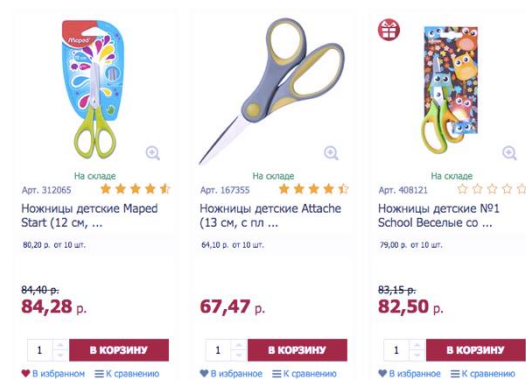 maped
На складе
Арт. 312065
Ножницы детские Maped
Start (12 см, ...
80,20 р. от 10 шт.
84,40 р.
84,28 р.
1
В КОРЗИНУ
В избранном
К сравнению
На складе
Арт. 167355
Ножницы детские Attache
(13 см, с пл ...
64,10 р. от 10 шт.
67,47 р.
1
В КОРЗИНУ
В избранное
К сравнению
На складе
Арт. 408121
Ножницы детские №1
School Веселые со ...
79,00 р. от 10 шт.
83,15 р.
82,50 р.
1
В КОРЗИНУ
В избранное
К сравнению